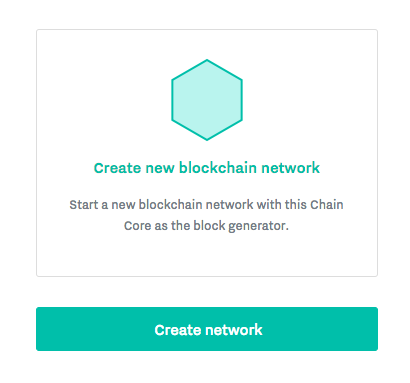 Create new blockchain network
Start a new blockchain network with this Chain
Core as the block generator.
Create network